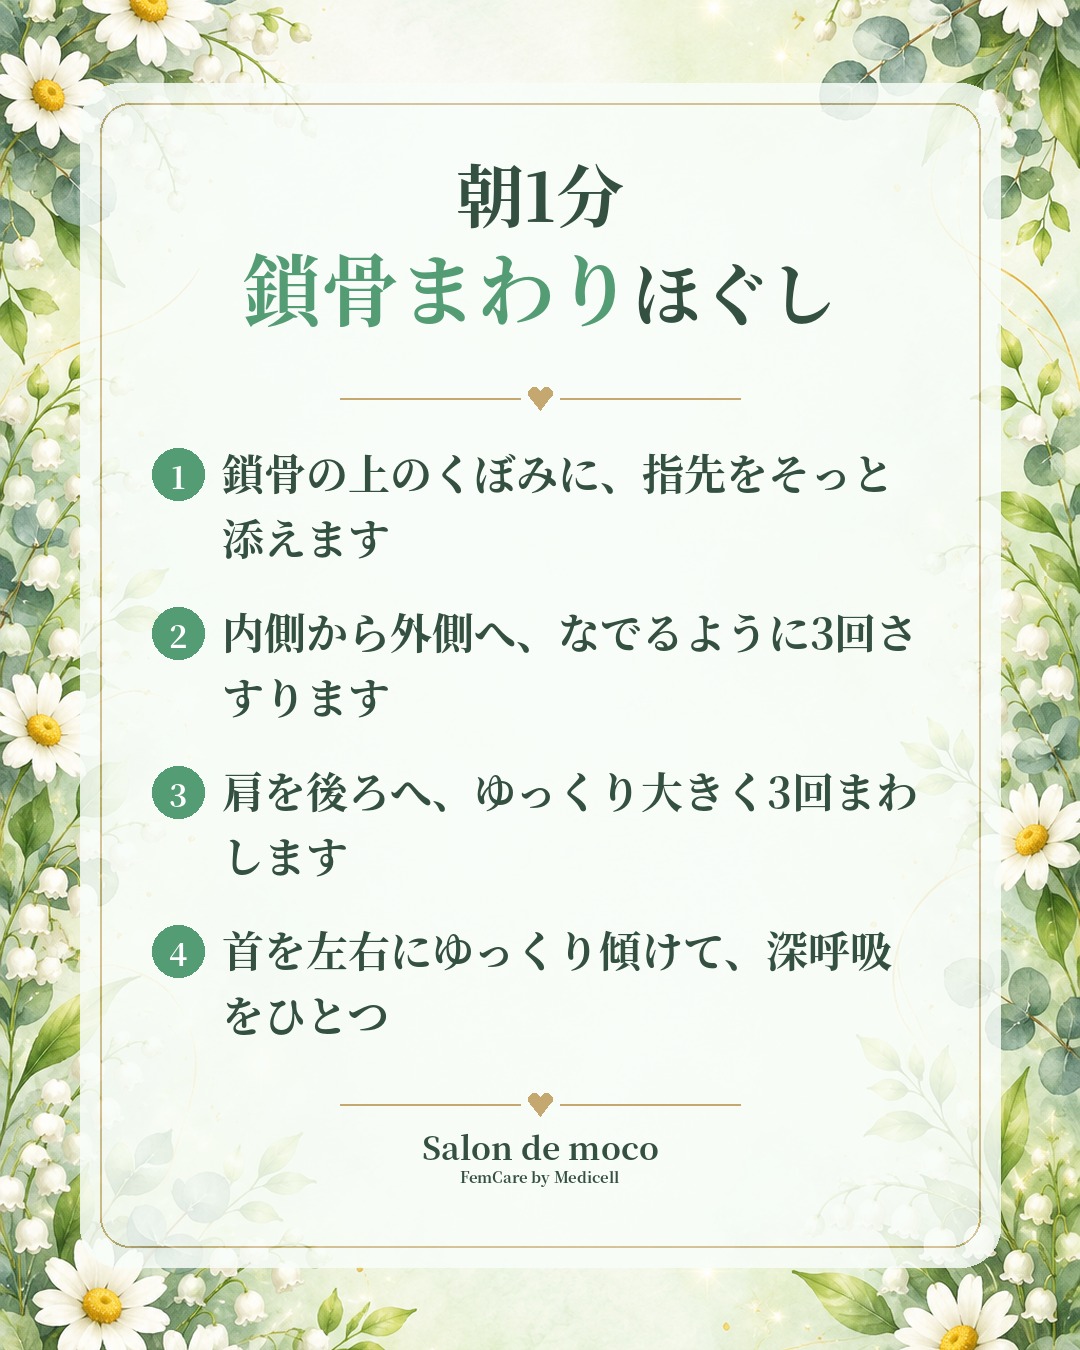 朝1分
鎖骨まわりほぐし
1 鎖骨の上のくぼみに、指先をそっと
添えます
2 内側から外側へ、なでるように3回さ
すります
3 肩を後ろへ、ゆっくり大きく3回まわ
します
4 首を左右にゆっくり傾けて、深呼吸
をひとつ
Salon de moco
FemCare by Medicell